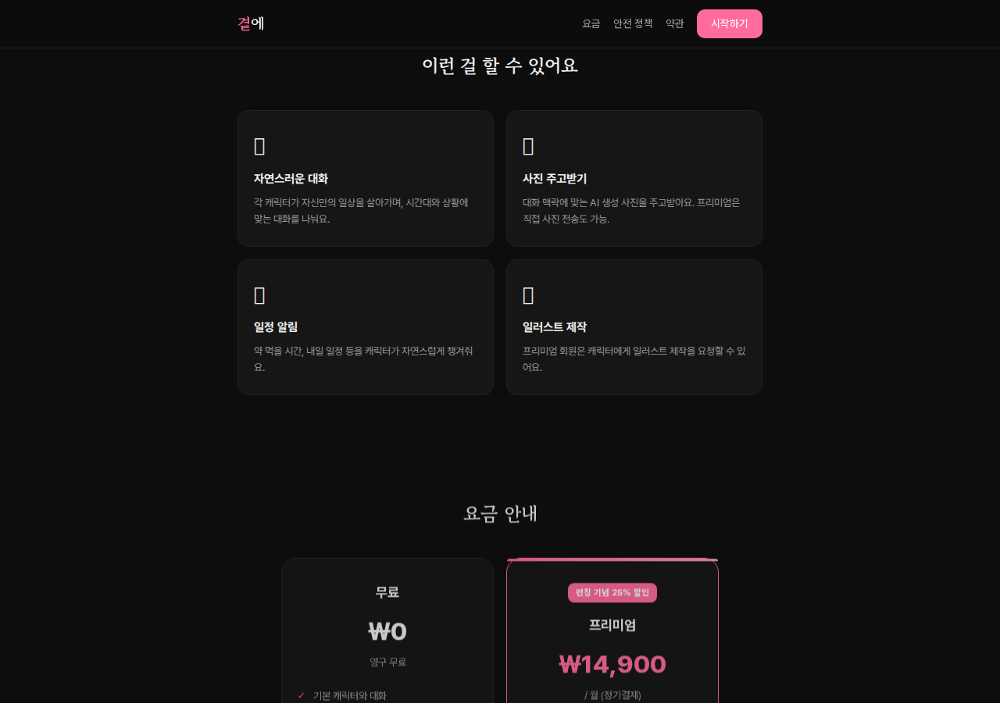 곁에
요금 안전 정책 약관 시작하기
이런 걸 할 수 있어요
자연스러운 대화
각 캐릭터가 자신만의 일상을 살아가며, 시간대와 상황에
맞는 대화를 나눠요.
사진 주고받기
대화 맥락에 맞는 AI 생성 사진을 주고받아요. 프리미엄은
직접 사진 전송도 가능.
일정 알림
약 먹을 시간, 내일 일정 등을 캐릭터가 자연스럽게 챙겨줘
요.
일러스트 제작
프리미엄 회원은 캐릭터에게 일러스트 제작을 요청할 수 있
어요.
요금 안내
무료
₩0
영구 무료
✓ 기본 캐릭터와 대화
런칭 기념 25% 할인
프리미엄
₩14,900
/ 월 (정기결제)